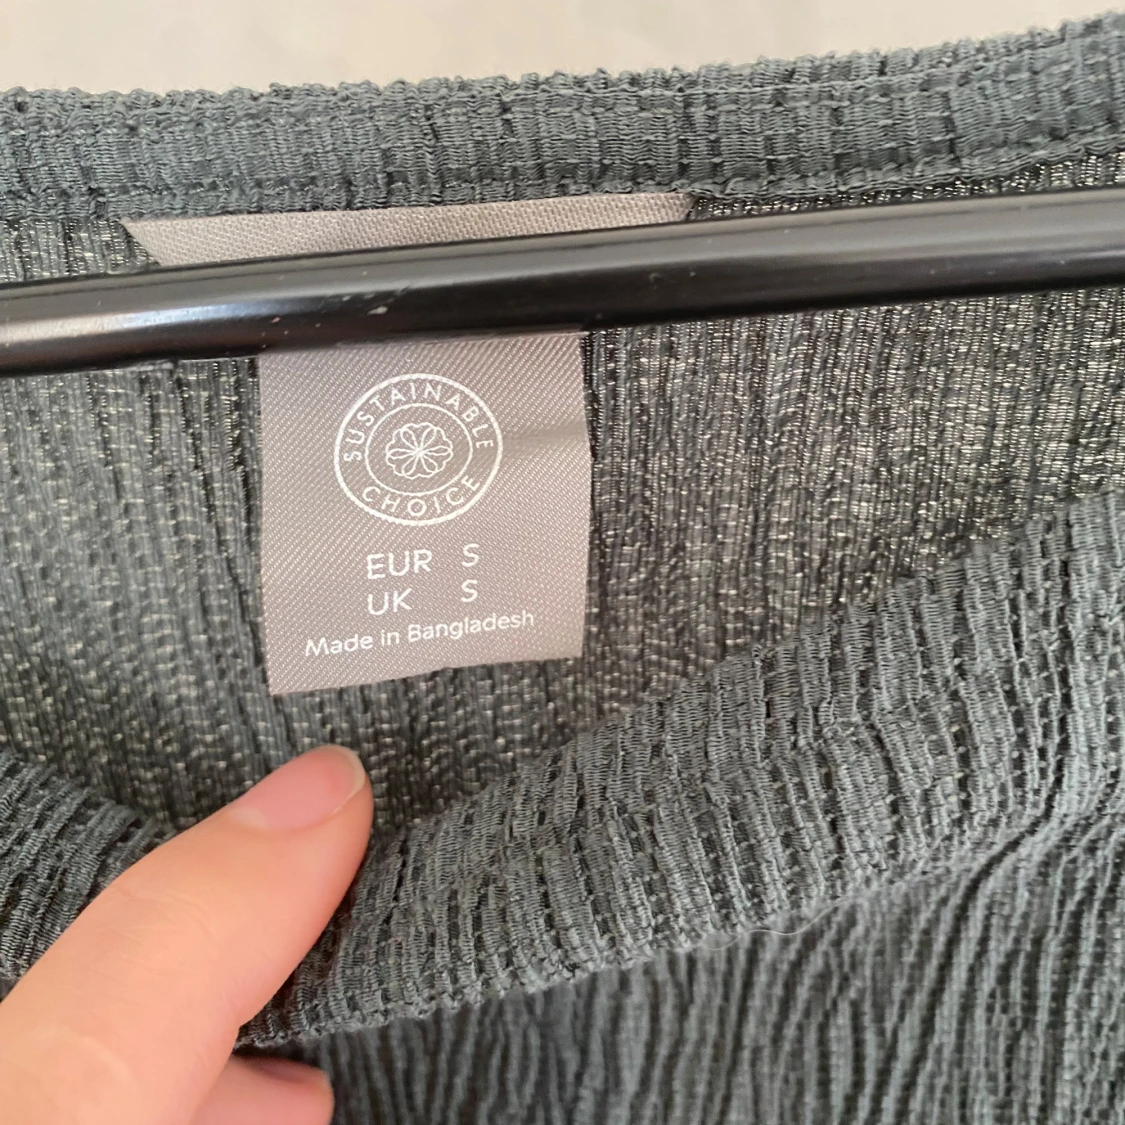 SUSTAINABLE
CHOICE
EUR S
UK S
Made in Bangladesh